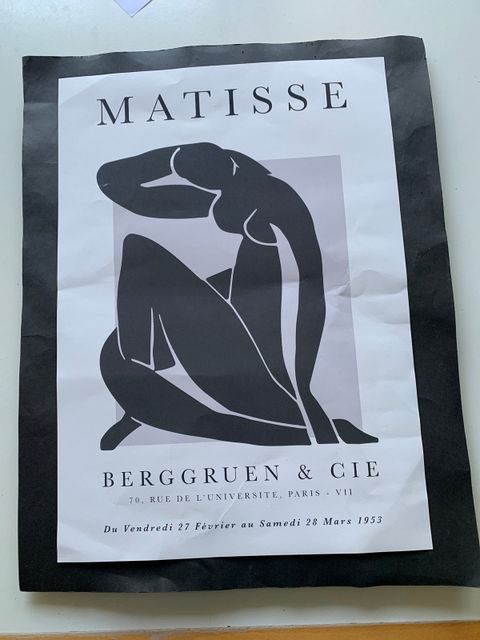 MATISSE
BERGGRUEN & CIE
70, RUE DE L'UNIVERSITE, PARIS - VII
Du Vendredi 27 Février au Samedi 28 Mars 1953